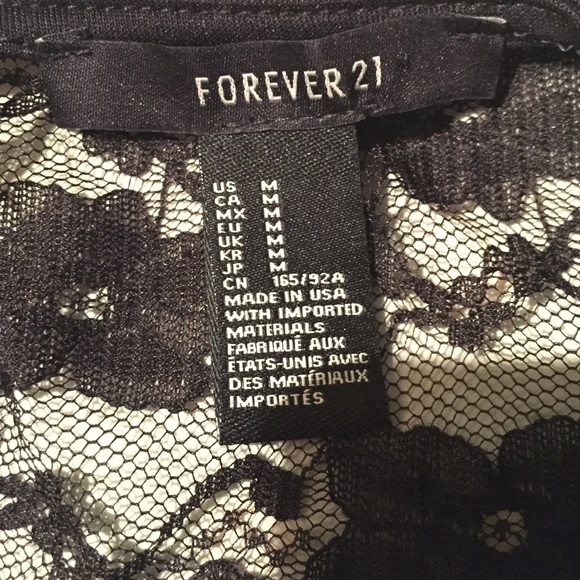 FOREVER 21
US M
CA M
MX M
EU M
UK M
KR M
JP M
CN 165/92A
MADE IN USA
WITH IMPORTED
MATERIALS
FABRIQUÉ AUX
ÉTATS-UNIS AVEC
DES MATÉRIAUX
IMPORTÉS